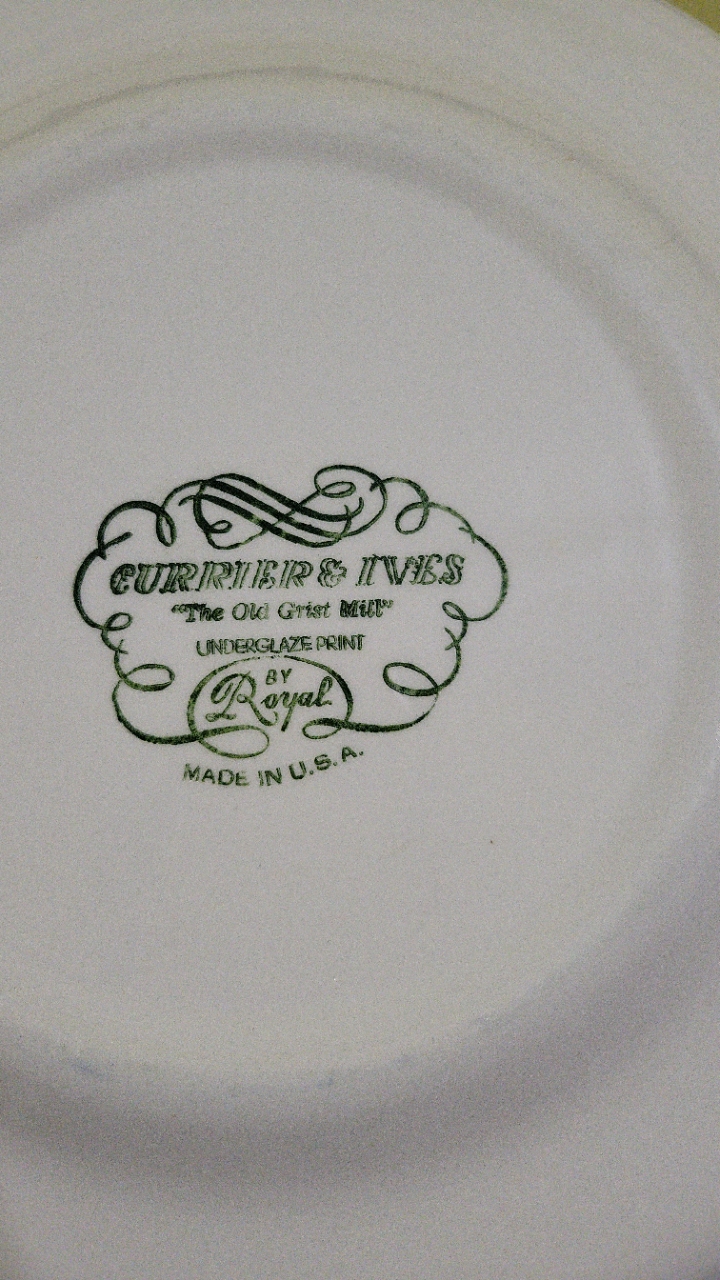 CURRIER & IVES
"The Old Grist Mill"
UNDERGLAZE PRINT
BY
Royal
MADE IN U.S.A.